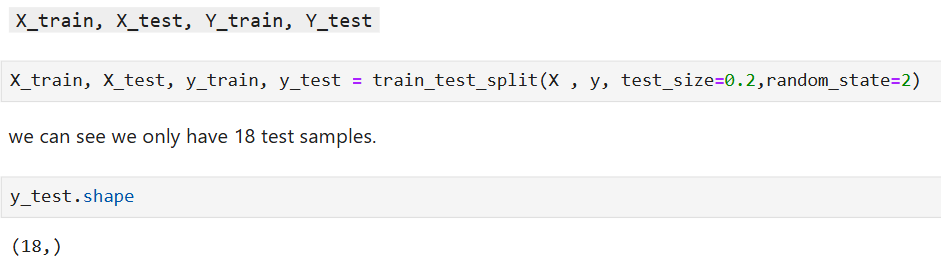 X_train, X_test, Y_train, Y_test
X_train, X_test, y_train, y_test = train_test_split(X , y, test_size=0.2,random_state=2)
we can see we only have 18 test samples.
y_test.shape
(18,)